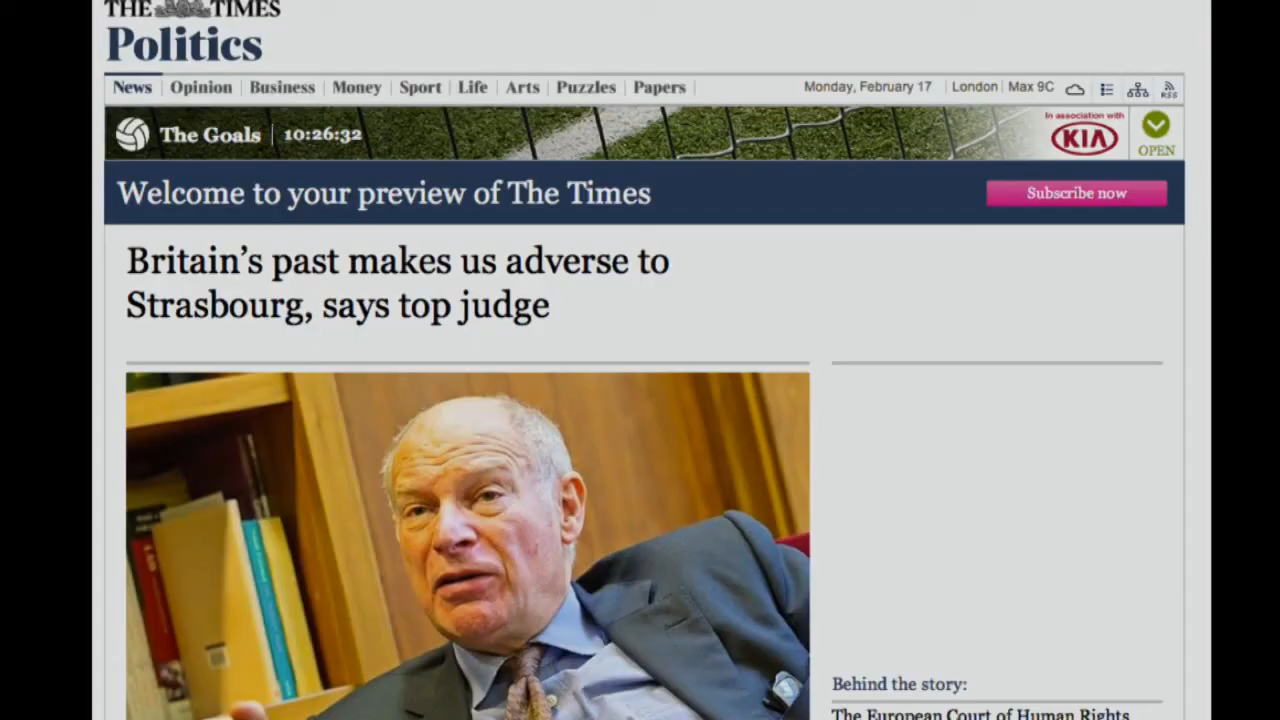 THE TIMES
Politics
News Opinion Business Money Sport Life Arts Puzzles Papers Monday, February 17 London Max 9C RSS
The Goals 10:26:32 In association with KIA OPEN
Welcome to your preview of The Times Subscribe now
Britain's past makes us adverse to
Strasbourg, says top judge
Behind the story:
The European Court of Human Rights